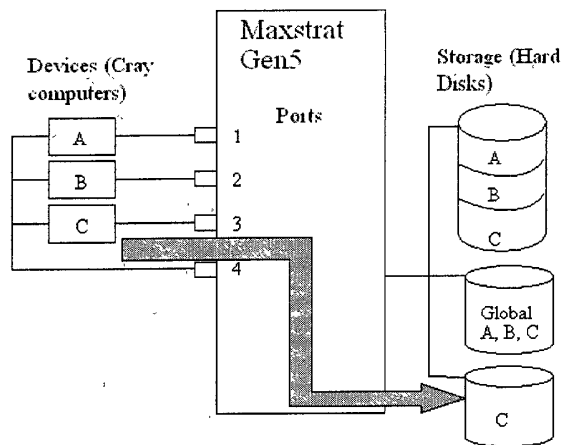 Maxstrat
Gen5
Devices (Cray
computers)
Storage (Hard
Disks)
Ports
A
1
B
2
C
3
4
A
B
C
Global
A, B, C
C